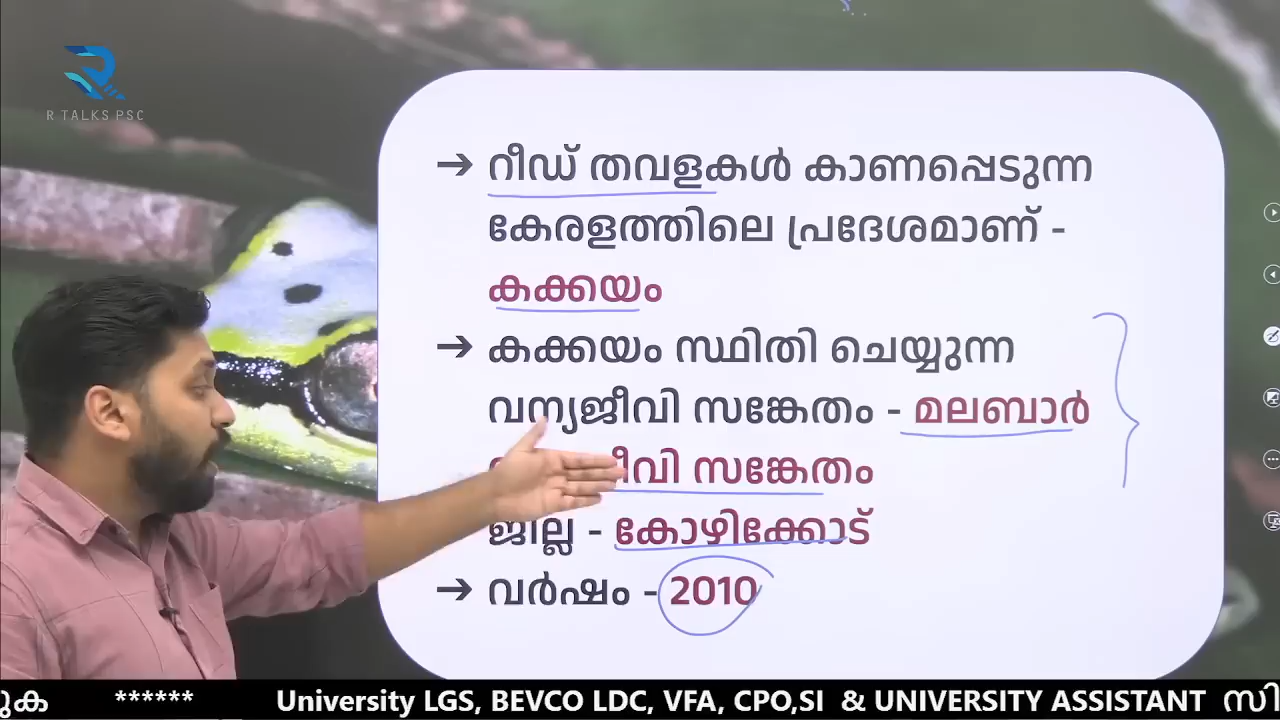 R TALKS PSC
→ റീഡ് തവളകൾ കാണപ്പെടുന്ന
കേരളത്തിലെ പ്രദേശമാണ് -
കക്കയം
→ കക്കയം സ്ഥിതി ചെയ്യുന്ന
വന്യജീവി സങ്കേതം - മലബാർ
സങ്കേതം
ജില്ല - കോഴിക്കോട്
→ വർഷം - 2010
****** University LGS, BEVCO LDC, VFA, CPO,SI & UNIVERSITY ASSISTANT